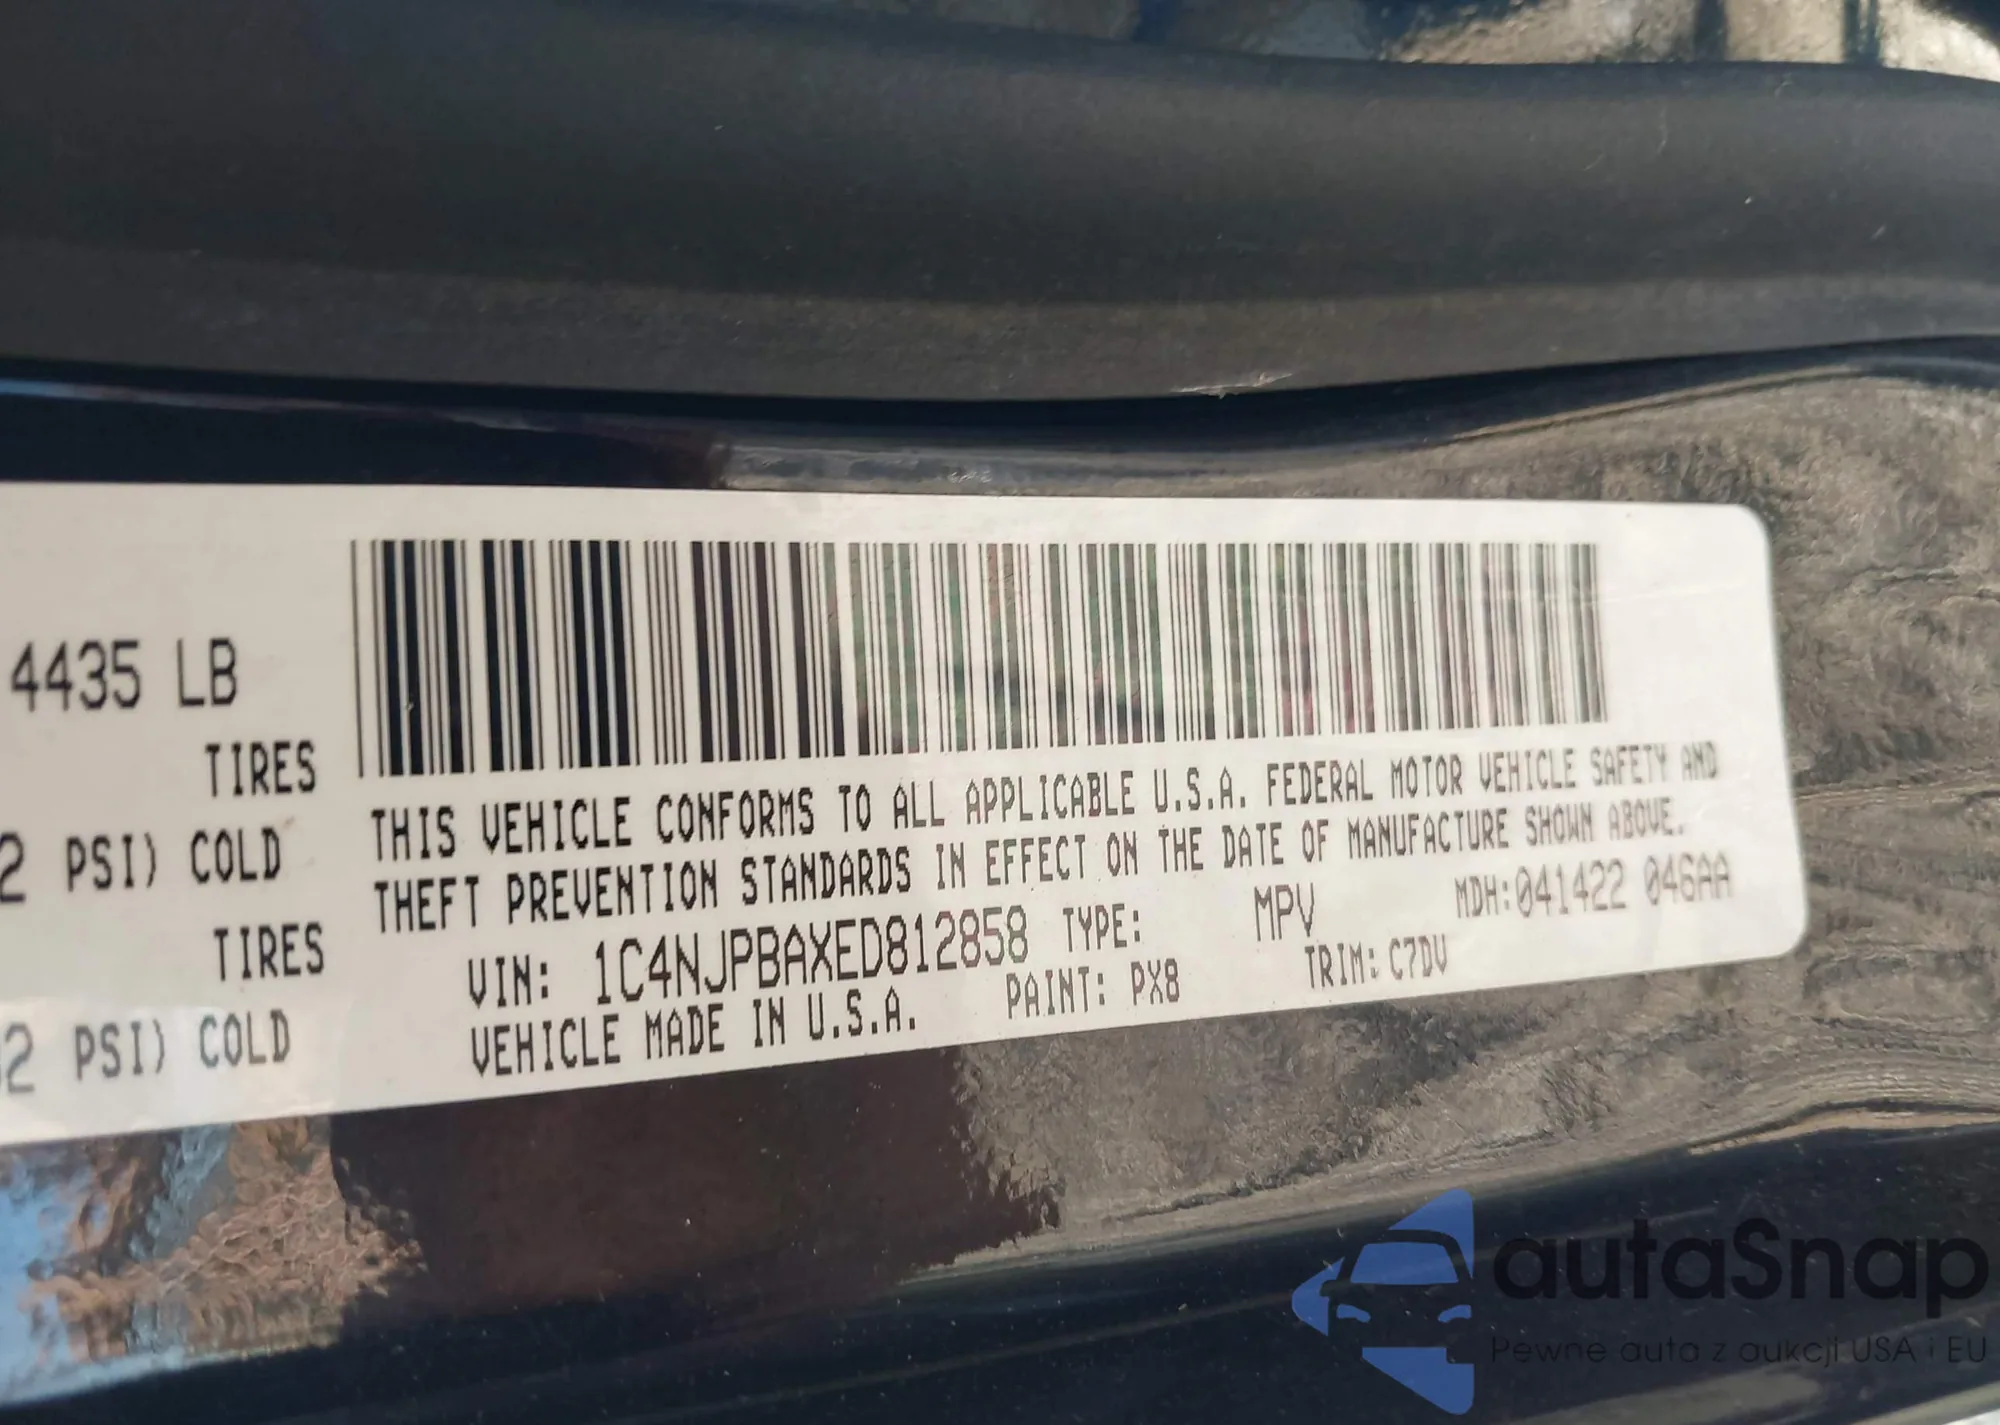 4435 LB
TIRES
2 PSI) COLD
TIRES
2 PSI) COLD
THIS VEHICLE CONFORMS TO ALL APPLICABLE U.S.A. FEDERAL MOTOR VEHICLE SAFETY AND
THEFT PREVENTION STANDARDS IN EFFECT ON THE DATE OF MANUFACTURE SHOWN ABOVE.
VIN: 1C4NJPBAXED812858 TYPE: MPV MDH:041422 046AA
VEHICLE MADE IN U.S.A. PAINT: PX8 TRIM: C7DV
autaSnap
Pewne auta z aukcji USA i EU